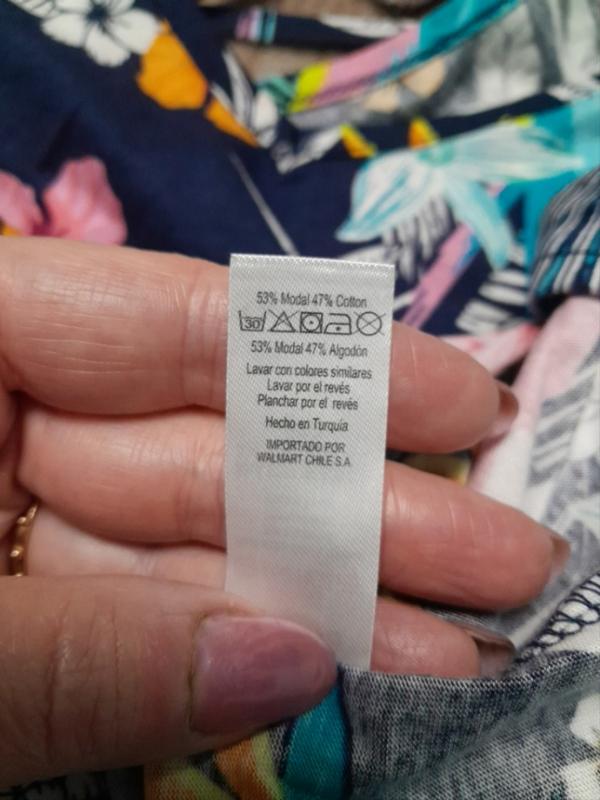 53% Modal 47% Cotton
30
53% Modal 47% Algodón
Lavar con colores similares
Lavar por el revés
Planchar por el revés
Hecho en Turquía
IMPORTADO POR
WALMART CHILE S.A